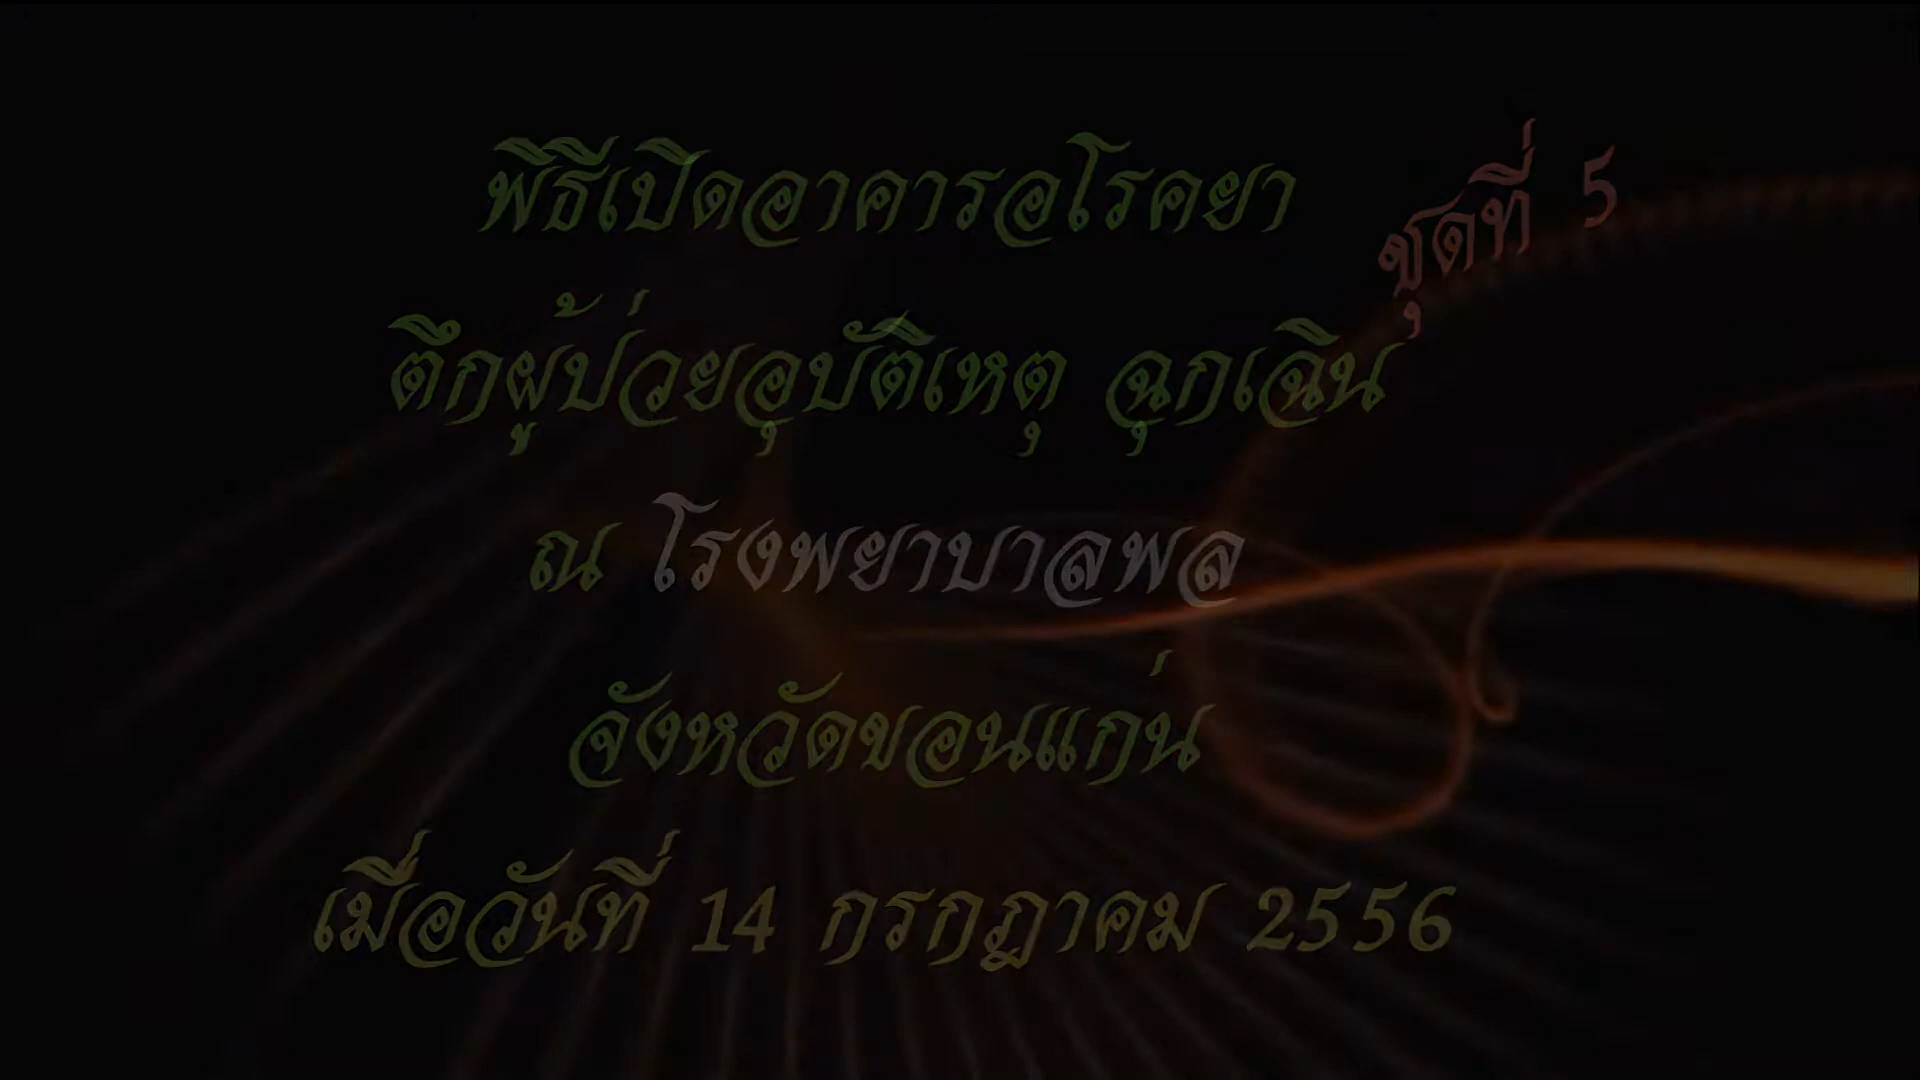 พิธีเปิดอาคารอโรคยา
ชุดที่ 5
ตึกผู้ป่วยอุบัติเหตุ ฉุกเฉิน
ณ โรงพยาบาลพล
จังหวัดขอนแก่น
เมื่อวันที่ 14 กรกฎาคม 2556